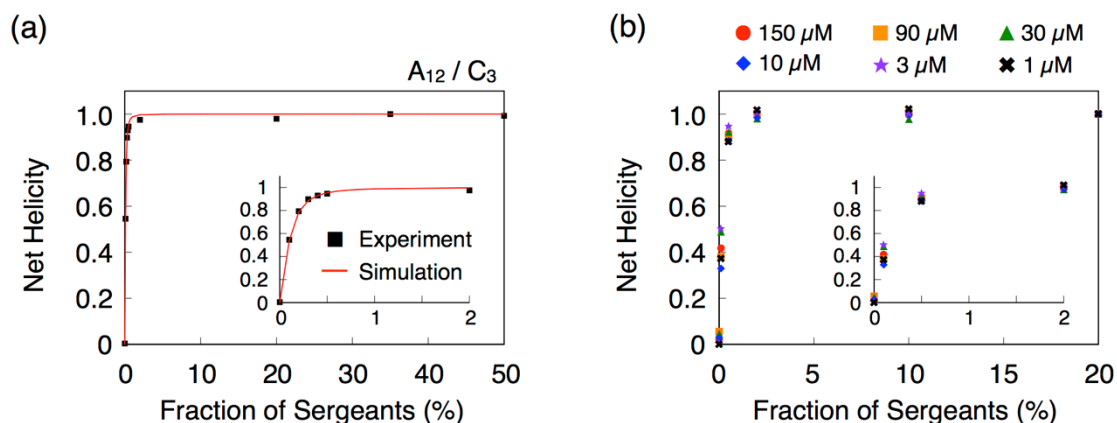 (a)
A12 / C3
Net Helicity
1.0
0.8
0.6
0.4
0.2
0
0 10 20 30 40 50
Fraction of Sergeants (%)
1
0.8
0.6
0.4
0.2
0
0 1 2
Experiment
Simulation
(b)
150 µM 90 µM 30 µM
10 µM 3 µM 1 µM
Net Helicity
1.0
0.8
0.6
0.4
0.2
0
0 10 20
Fraction of Sergeants (%)
1
0.8
0.6
0.4
0.2
0
0 1 2